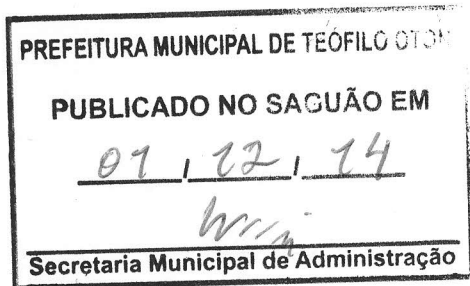 PREFEITURA MUNICIPAL DE TEÓFILO OTONI
PUBLICADO NO SAGUÃO EM
01 / 12 / 14
Secretaria Municipal de Administração